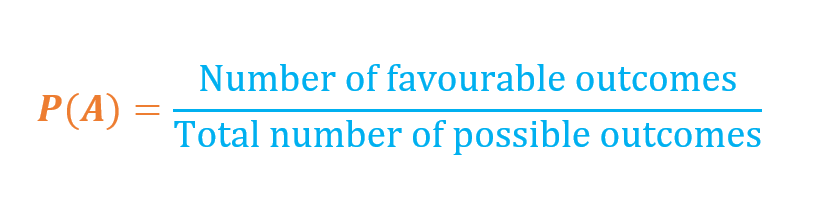 P(A) = Number of favourable outcomes
Total number of possible outcomes